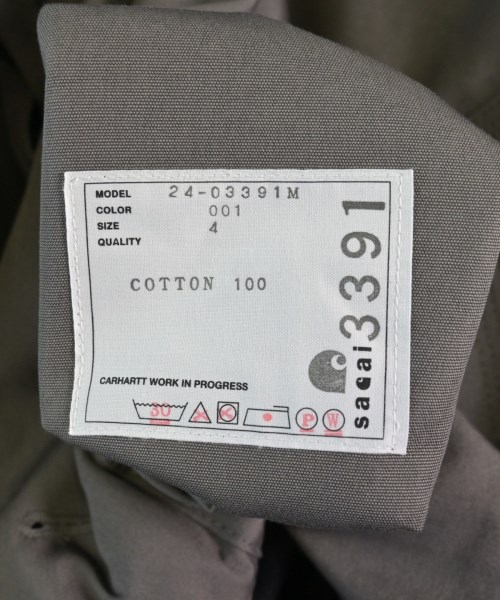 MODEL 24-03391M
COLOR 001
SIZE 4
QUALITY
COTTON 100
CARHARTT WORK IN PROGRESS
30
P
W
sacai
3391